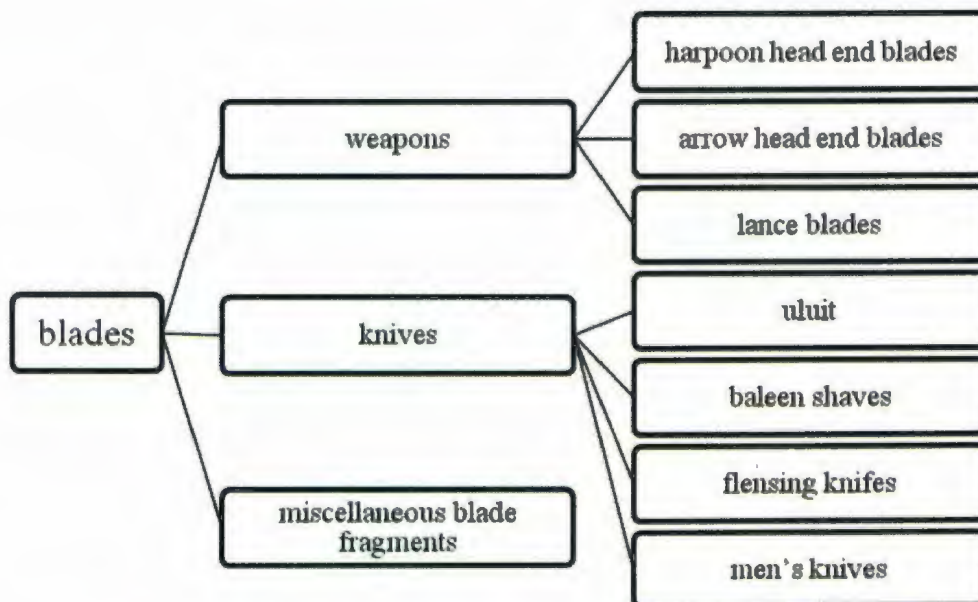 blades
weapons
harpoon head end blades
arrow head end blades
lance blades
knives
uluit
baleen shaves
flensing knifes
men's knives
miscellaneous blade
fragments